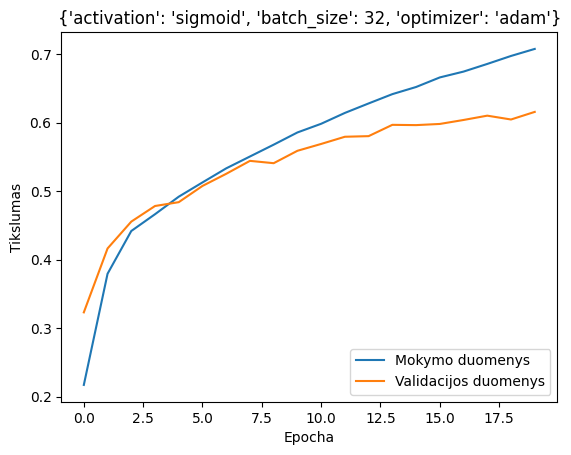 {'activation': 'sigmoid', 'batch_size': 32, 'optimizer': 'adam'}
0.7
0.6
0.5
0.4
0.3
0.2
Tikslumas
0.0 2.5 5.0 7.5 10.0 12.5 15.0 17.5
Epocha
Mokymo duomenys
Validacijos duomenys